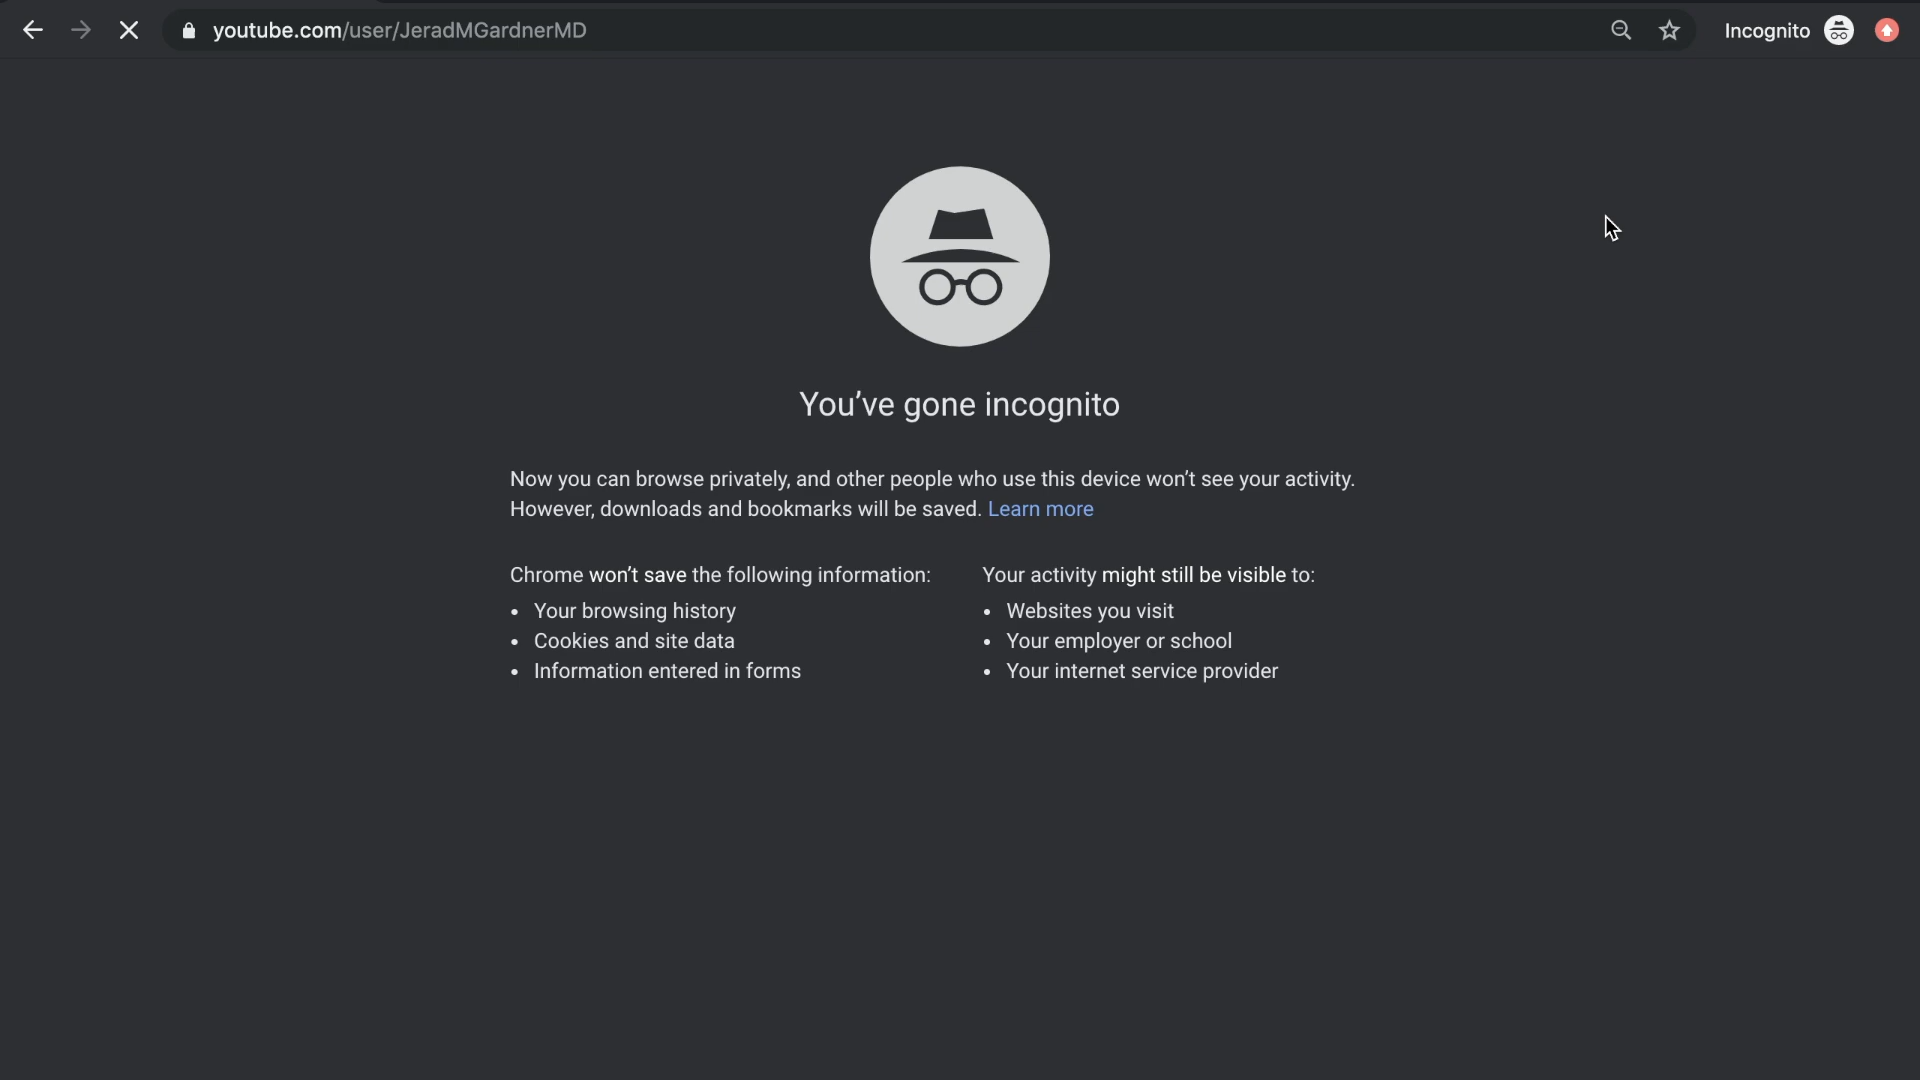 youtube.com/user/JeradMGardnerMD
Incognito
You’ve gone incognito
Now you can browse privately, and other people who use this device won’t see your activity.
However, downloads and bookmarks will be saved. Learn more
Chrome won’t save the following information:
• Your browsing history
• Cookies and site data
• Information entered in forms
Your activity might still be visible to:
• Websites you visit
• Your employer or school
• Your internet service provider